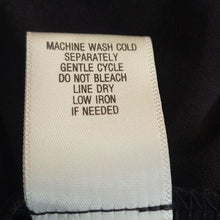 MACHINE WASH COLD
SEPARATELY
GENTLE CYCLE
DO NOT BLEACH
LINE DRY
LOW IRON
IF NEEDED